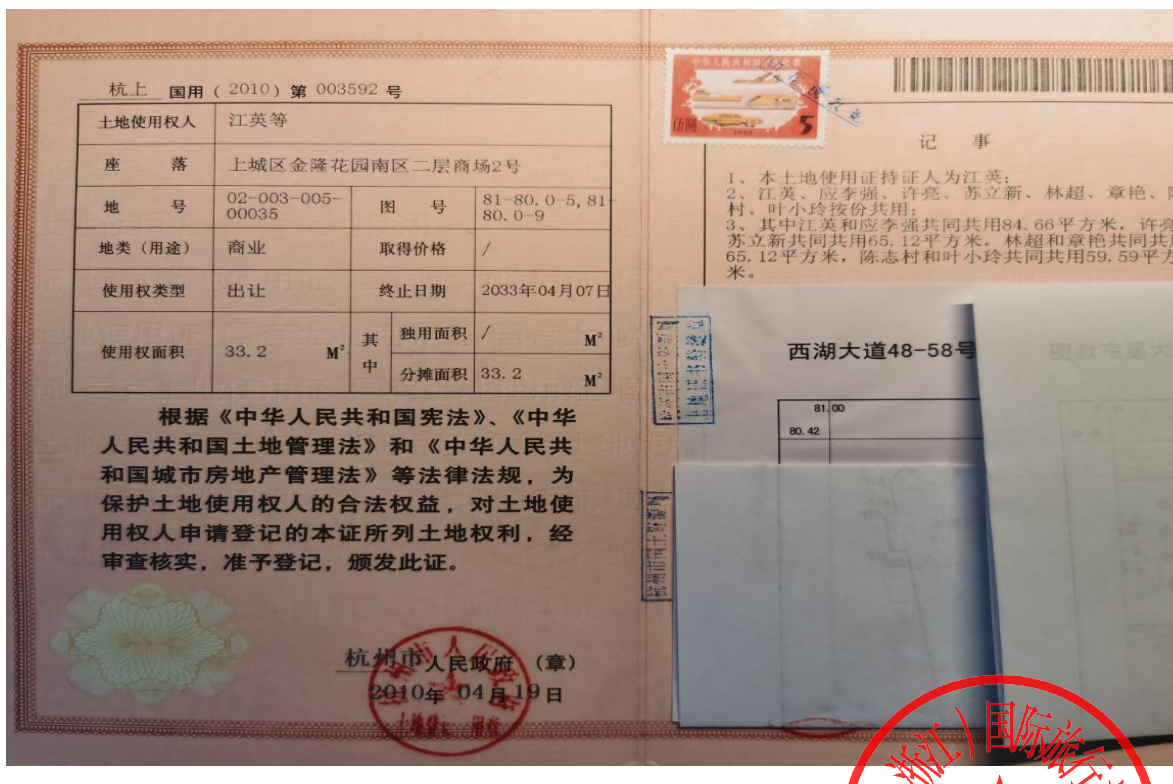 杭上 国用（2010）第 003592 号
土地使用权人 江英等
座 落 上城区金隆花园南区二层商场2号
地 号 02-003-005-00035 图 号 81-80.0-5,81-80.0-9
地类（用途） 商业 取得价格 /
使用权类型 出让 终止日期 2033年04月07日
使用权面积 33.2 M² 其中 独用面积 / M²
分摊面积 33.2 M²
根据《中华人民共和国宪法》、《中华
人民共和国土地管理法》和《中华人民共
和国城市房地产管理法》等法律法规，为
保护土地使用权人的合法权益，对土地使
用权人申请登记的本证所列土地权利，经
审查核实，准予登记，颁发此证。
杭州市人民政府（章）
2010年 04月19日
伍圆 5
记 事
1、本土地使用证持证人为江英；
2、江英、应李强、许亮、苏立新、林超、章艳、
村、叶小玲按份共用；
3、其中江英和应李强共同共用84.66平方米，许亮
苏立新共同共用65.12平方米，林超和章艳共同共
65.12平方米，陈志村和叶小玲共同共用59.59平方
米。
西湖大道48-58号
81.00
80.42
浙江）国际旅行